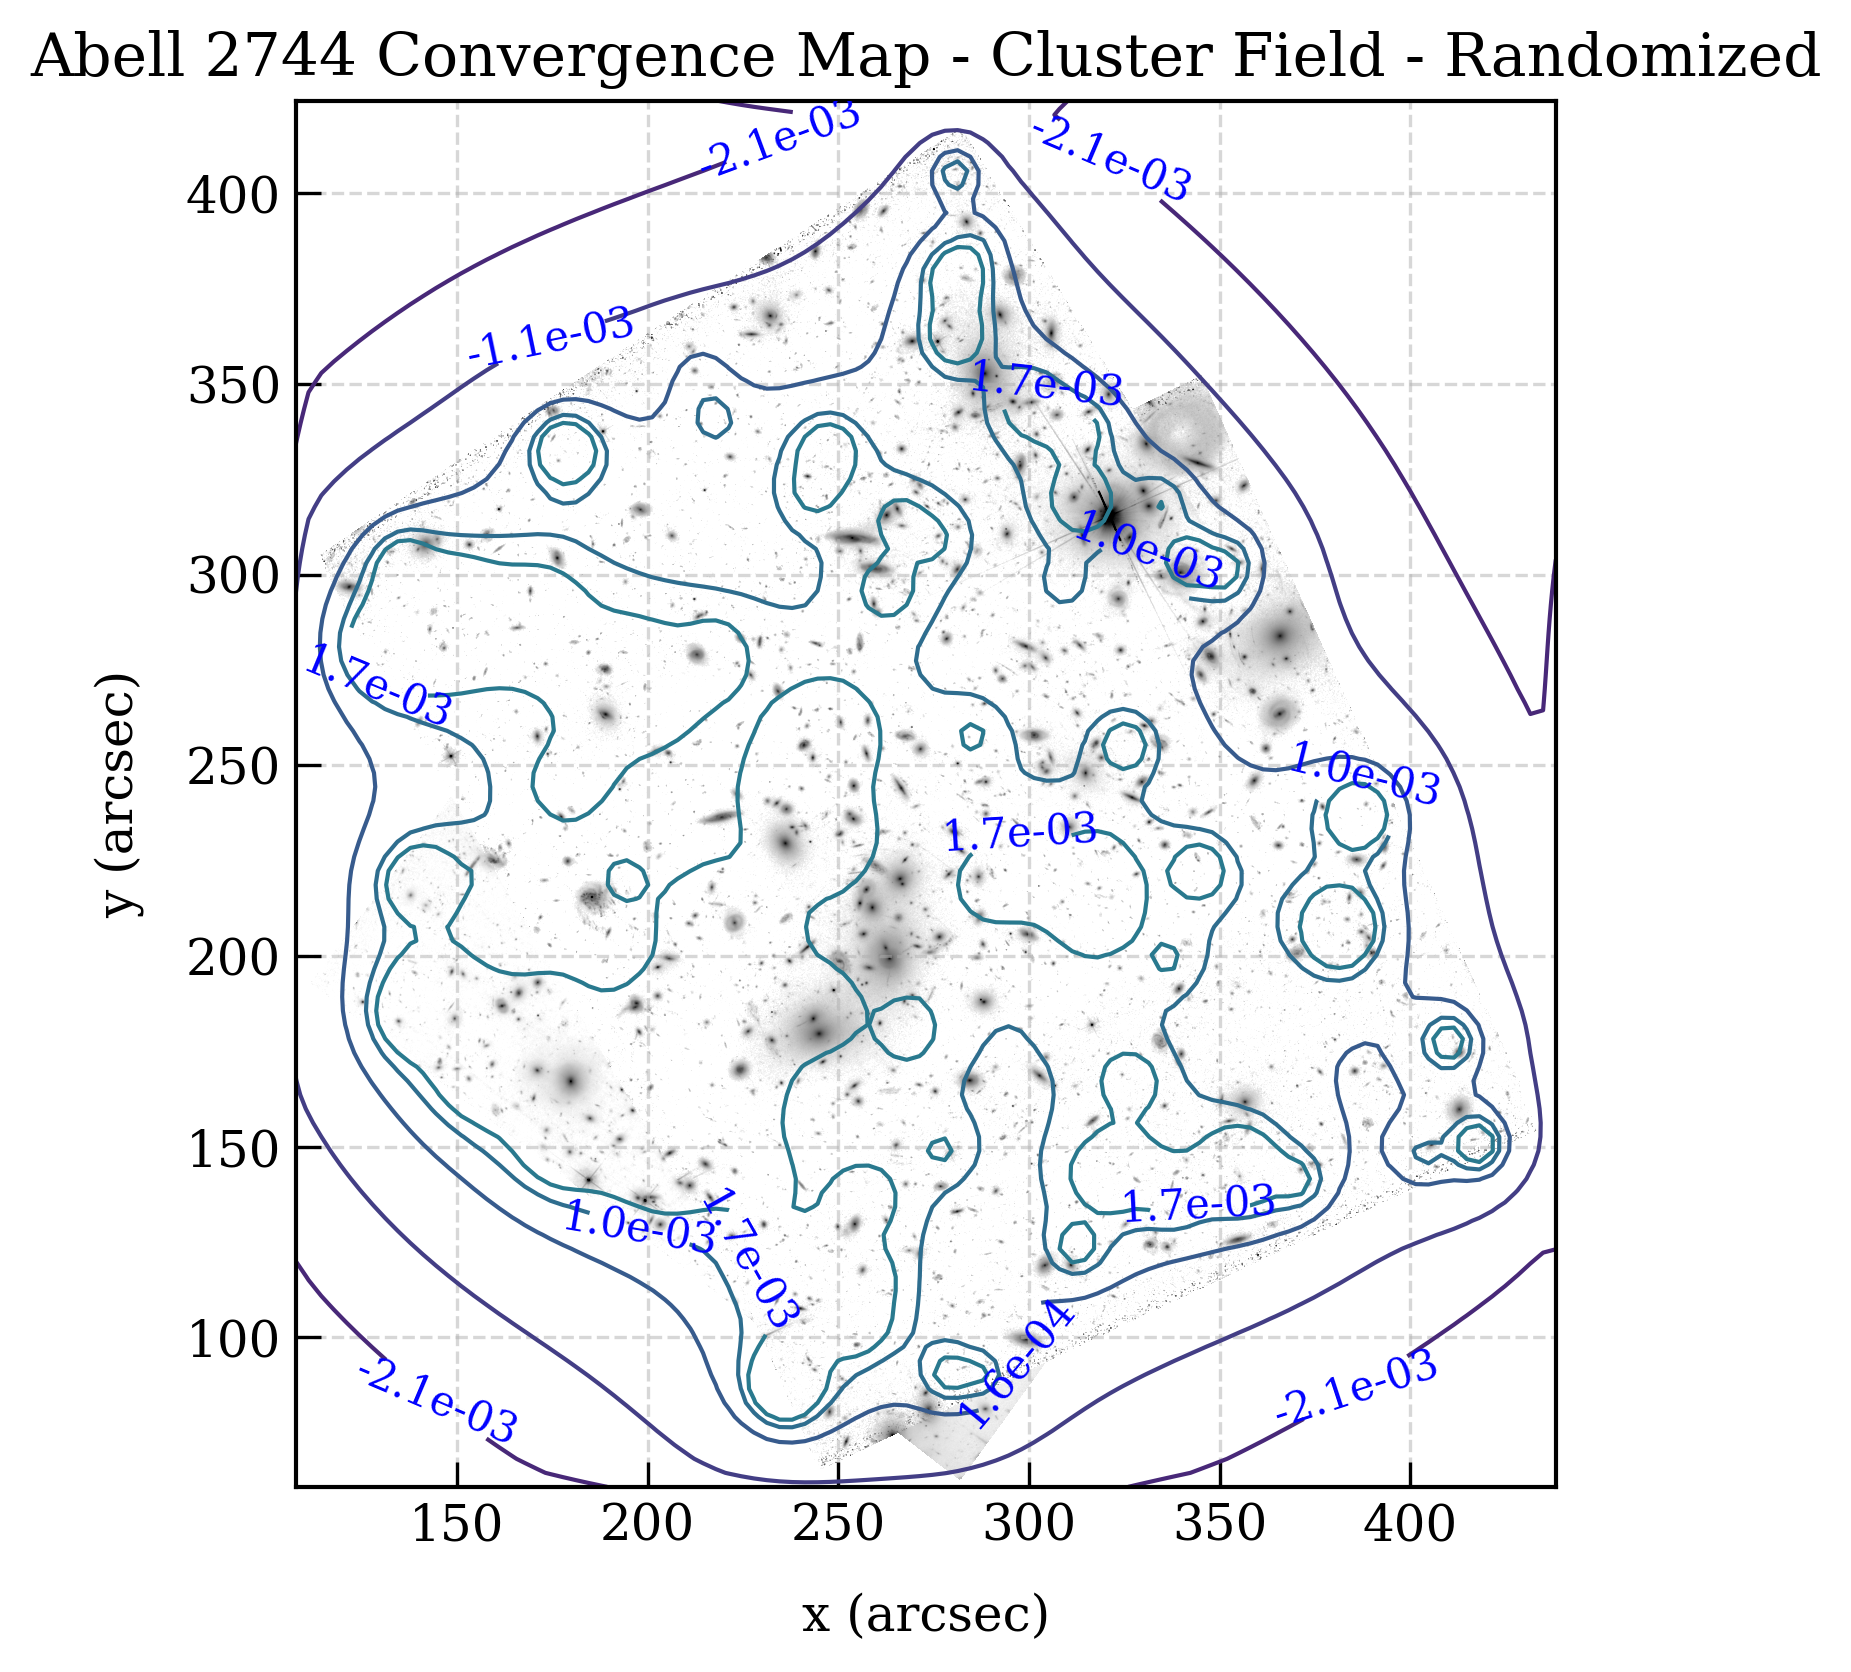 Abell 2744 Convergence Map - Cluster Field - Randomized
-2.1e-03
-2.1e-03
400
-1.1e-03
350
1.7e-03
1.0e-03
300
1.7e-03
1.0e-03
250
1.7e-03
y (arcsec)
200
150
1.7e-03
1.0e-03
1.7e-03
100
1.6e-04
-2.1e-03
-2.1e-03
150 200 250 300 350 400
x (arcsec)